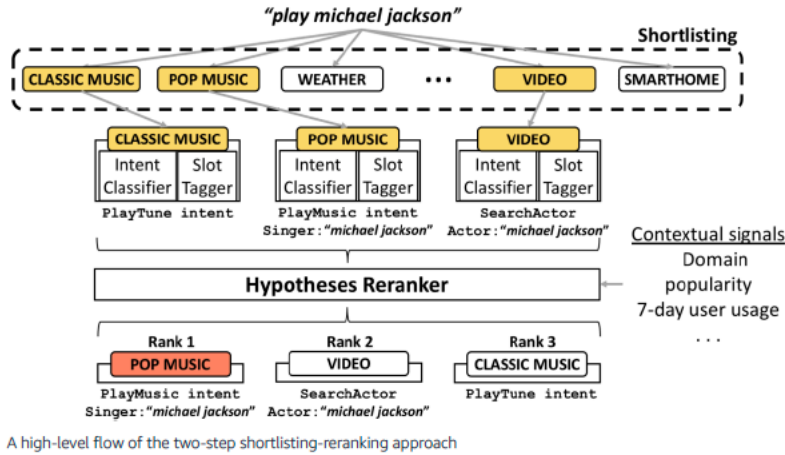 “play michael jackson”
Shortlisting
CLASSIC MUSIC POP MUSIC WEATHER ... VIDEO SMARTHOME
CLASSIC MUSIC POP MUSIC VIDEO
Intent Classifier Slot Tagger Intent Classifier Slot Tagger Intent Classifier Slot Tagger
PlayTune intent PlayMusic intent SearchActor
Singer:“michael jackson” Actor:“michael jackson”
Contextual signals
Domain
popularity
7-day user usage
. . .
Hypotheses Reranker
Rank 1 Rank 2 Rank 3
POP MUSIC VIDEO CLASSIC MUSIC
PlayMusic intent SearchActor PlayTune intent
Singer:“michael jackson” Actor:“michael jackson”
A high-level flow of the two-step shortlisting-reranking approach